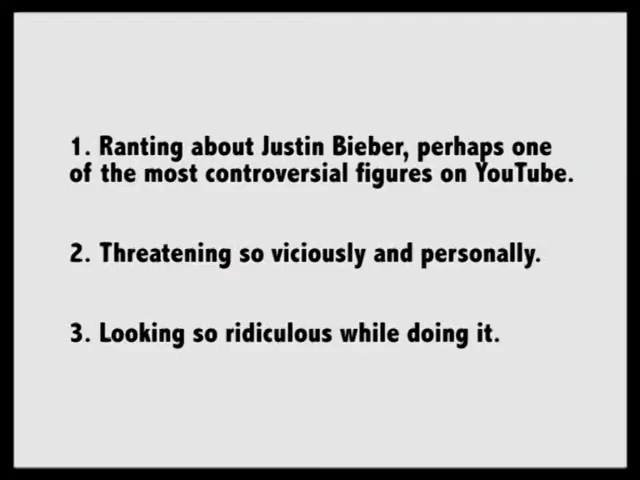 1. Ranting about Justin Bieber, perhaps one
of the most controversial figures on YouTube.
2. Threatening so viciously and personally.
3. Looking so ridiculous while doing it.